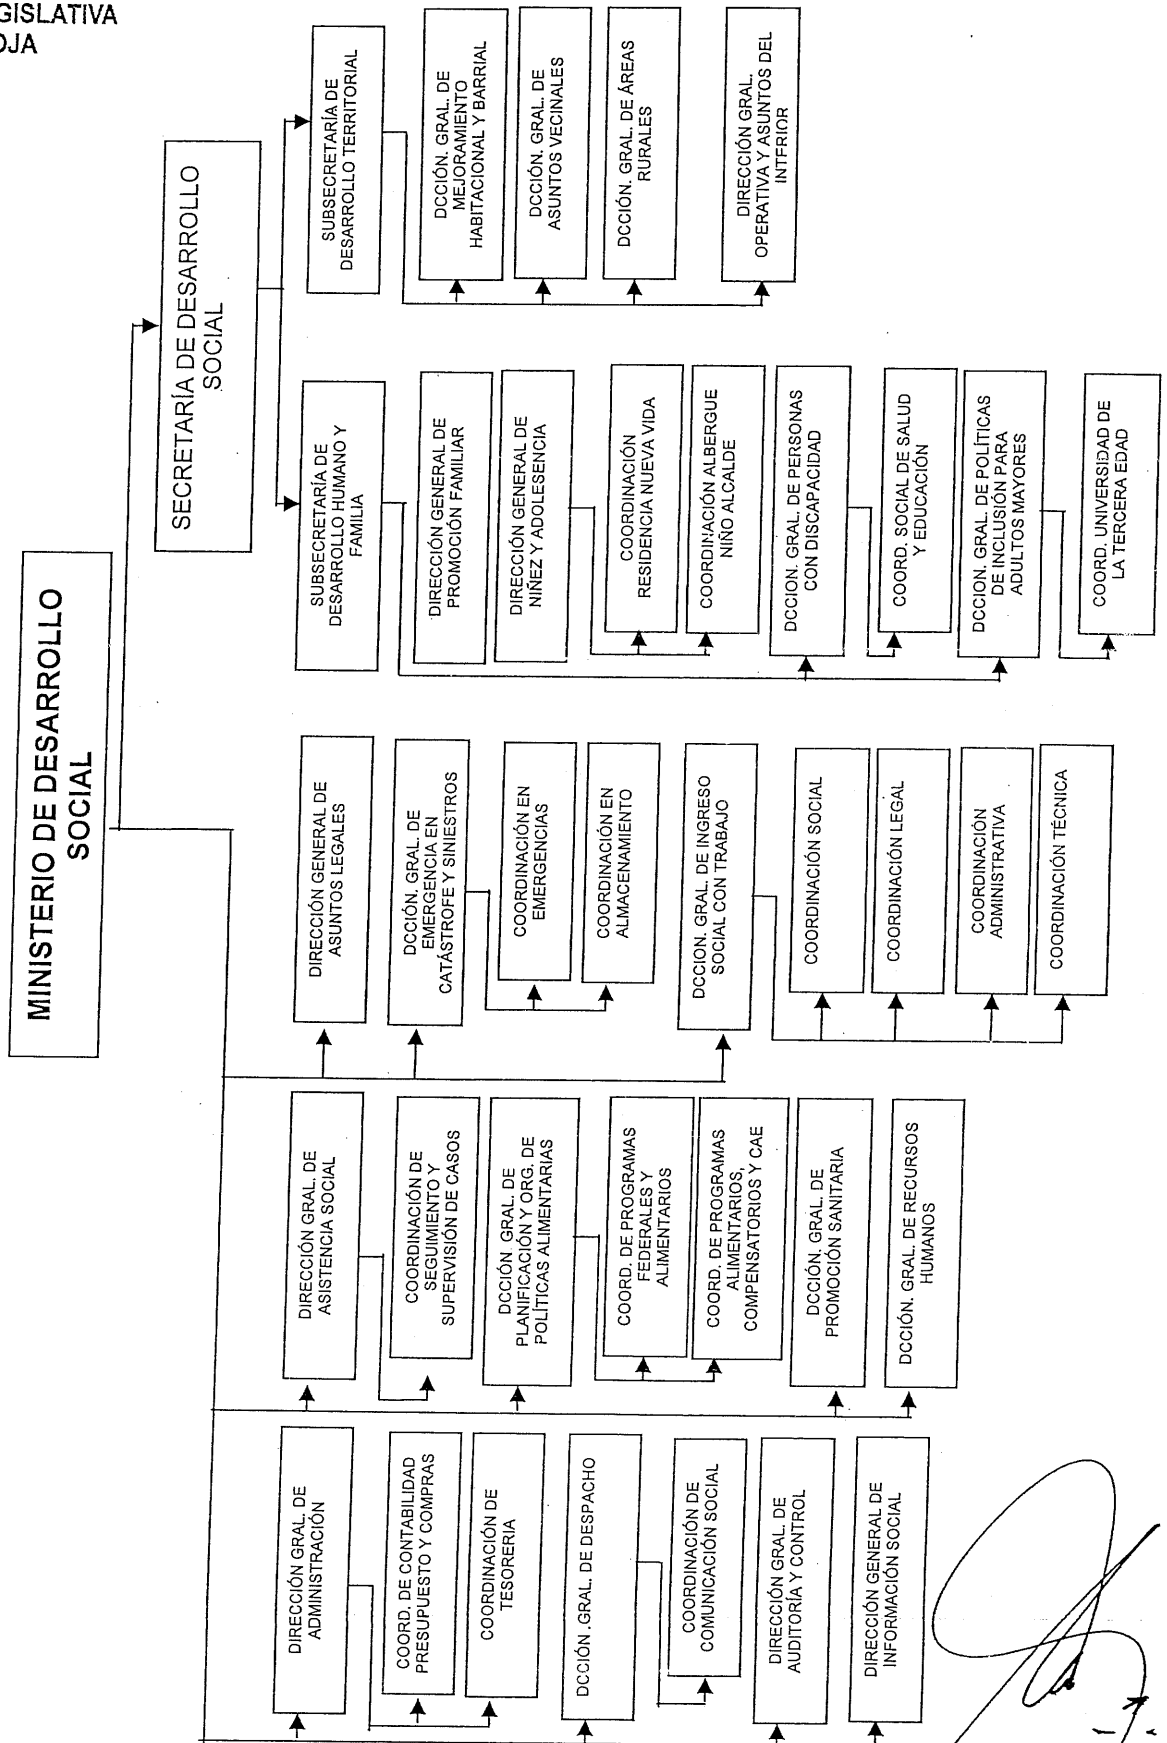 GISLATIVA
OJA
MINISTERIO DE DESARROLLO
SOCIAL
SECRETARÍA DE DESARROLLO
SOCIAL
SUBSECRETARÍA DE
DESARROLLO TERRITORIAL
DCCIÓN. GRAL. DE
MEJORAMIENTO
HABITACIONAL Y BARRIAL
DCCIÓN. GRAL. DE
ASUNTOS VECINALES
DCCIÓN. GRAL. DE ÁREAS
RURALES
DIRECCIÓN GRAL.
OPERATIVA Y ASUNTOS DEL
INTERIOR
SUBSECRETARÍA DE
DESARROLLO HUMANO Y
FAMILIA
DIRECCIÓN GENERAL DE
PROMOCIÓN FAMILIAR
DIRECCIÓN GENERAL DE
NIÑEZ Y ADOLESENCIA
COORDINACIÓN
RESIDENCIA NUEVA VIDA
COORDINACIÓN ALBERGUE
NIÑO ALCALDE
DCCION. GRAL. DE PERSONAS
CON DISCAPACIDAD
COORD. SOCIAL DE SALUD
Y EDUCACIÓN
DCCION. GRAL. DE POLÍTICAS
DE INCLUSIÓN PARA
ADULTOS MAYORES
COORD. UNIVERSIDAD DE
LA TERCERA EDAD
DIRECCIÓN GENERAL DE
ASUNTOS LEGALES
DCCIÓN. GRAL. DE
EMERGENCIA EN
CATÁSTROFE Y SINIESTROS
COORDINACIÓN EN
EMERGENCIAS
COORDINACIÓN EN
ALMACENAMIENTO
DCCION. GRAL. DE INGRESO
SOCIAL CON TRABAJO
COORDINACIÓN SOCIAL
COORDINACIÓN LEGAL
COORDINACIÓN
ADMINISTRATIVA
COORDINACIÓN TÉCNICA
DIRECCIÓN GRAL. DE
ASISTENCIA SOCIAL
COORDINACIÓN DE
SEGUIMIENTO Y
SUPERVISIÓN DE CASOS
DCCIÓN. GRAL. DE
PLANIFICACIÓN Y ORG. DE
POLÍTICAS ALIMENTARIAS
COORD. DE PROGRAMAS
FEDERALES Y
ALIMENTARIOS
COORD. DE PROGRAMAS
ALIMENTARIOS,
COMPENSATORIOS Y CAE
DCCIÓN. GRAL. DE
PROMOCIÓN SANITARIA
DCCIÓN. GRAL. DE RECURSOS
HUMANOS
DIRECCIÓN GRAL. DE
ADMINISTRACIÓN
COORD. DE CONTABILIDAD
PRESUPUESTO Y COMPRAS
COORDINACIÓN DE
TESORERIA
DCCIÓN. GRAL. DE DESPACHO
COORDINACIÓN DE
COMUNICACIÓN SOCIAL
DIRECCIÓN GRAL. DE
AUDITORÍA Y CONTROL
DIRECCIÓN GENERAL DE
INFORMACIÓN SOCIAL